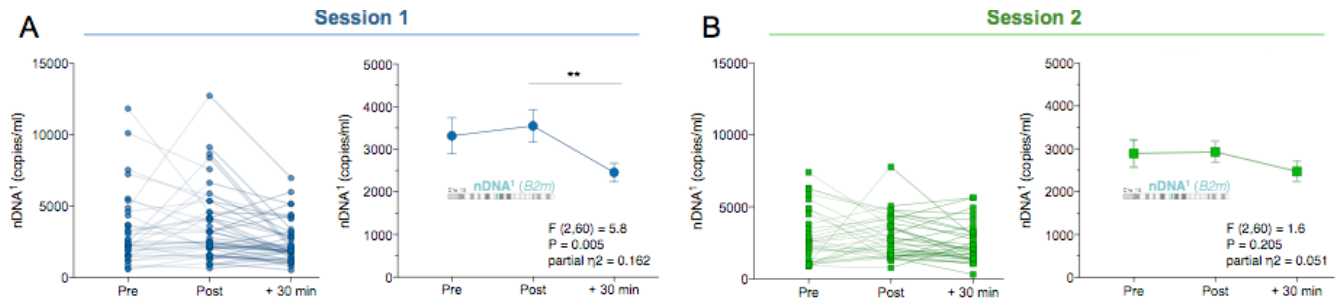 A
Session 1
nDNA¹ (copies/ml)
15000
10000
5000
0
Pre
Post
+ 30 min
nDNA¹ (copies/ml)
5000
4000
3000
2000
1000
0
**
nDNA¹ (B2m)
F (2,60) = 5.8
P = 0.005
partial η2 = 0.162
Pre
Post
+ 30 min
B
Session 2
nDNA¹ (copies/ml)
15000
10000
5000
0
Pre
Post
+ 30 min
nDNA¹ (copies/ml)
5000
4000
3000
2000
1000
0
nDNA¹ (B2m)
F (2,60) = 1.6
P = 0.205
partial η2 = 0.051
Pre
Post
+ 30 min